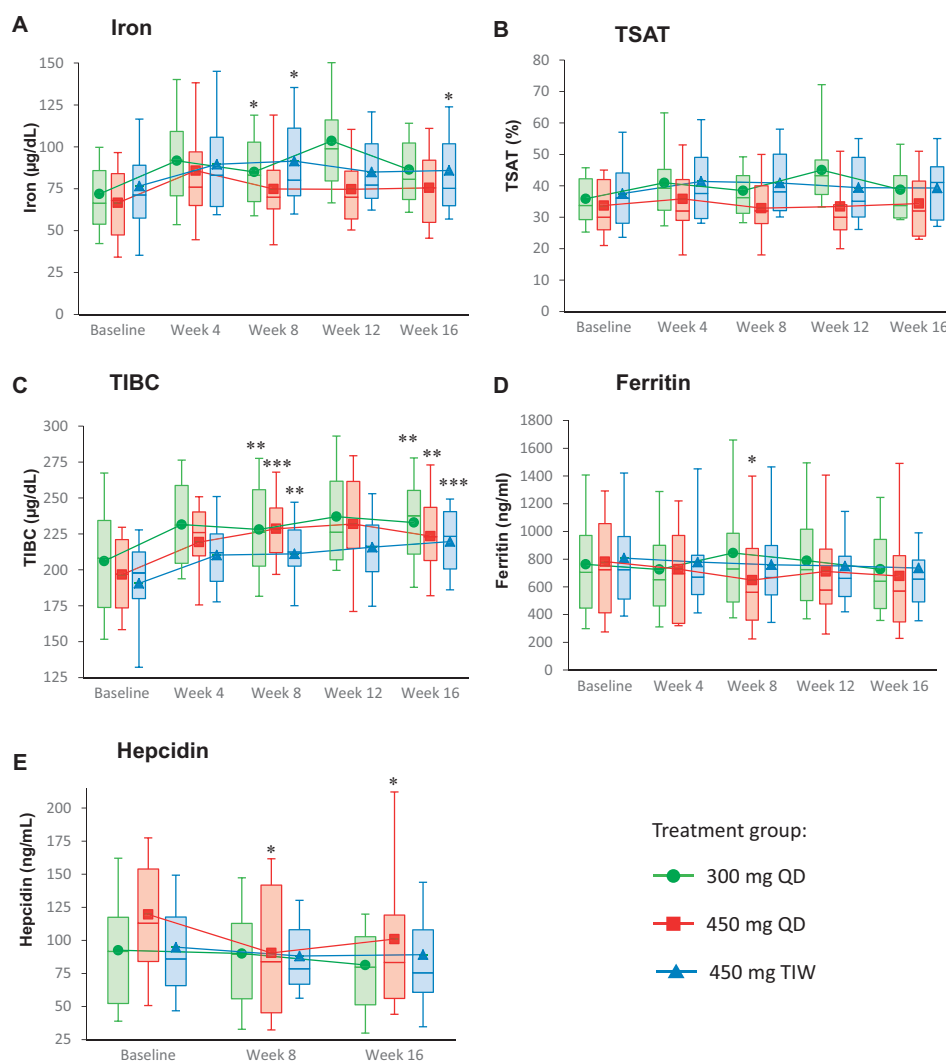 A Iron
Iron (µg/dL)
150
125
100
75
50
25
0
* * *
Baseline Week 4 Week 8 Week 12 Week 16
B TSAT
TSAT (%)
80
70
60
50
40
30
20
10
0
Baseline Week 4 Week 8 Week 12 Week 16
C TIBC
TIBC (µg/dL)
300
275
250
225
200
175
150
125
** *** ** ** ** ***
Baseline Week 4 Week 8 Week 12 Week 16
D Ferritin
Ferritin (ng/ml)
1800
1600
1400
1200
1000
800
600
400
200
0
*
Baseline Week 4 Week 8 Week 12 Week 16
E Hepcidin
Hepcidin (ng/mL)
200
175
150
125
100
75
50
25
* *
Baseline Week 8 Week 16
Treatment group:
300 mg QD
450 mg QD
450 mg TIW